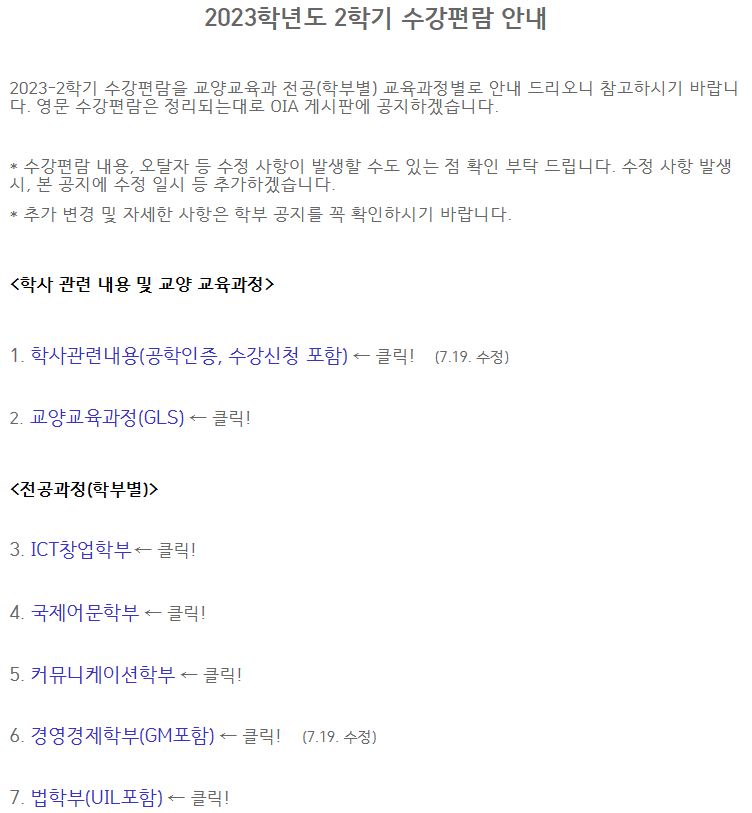 2023학년도 2학기 수강편람 안내
2023-2학기 수강편람을 교양교육과 전공(학부별) 교육과정별로 안내 드리오니 참고하시기 바랍니
다. 영문 수강편람은 정리되는대로 OIA 게시판에 공지하겠습니다.
* 수강편람 내용, 오탈자 등 수정 사항이 발생할 수도 있는 점 확인 부탁 드립니다. 수정 사항 발생
시, 본 공지에 수정 일시 등 추가하겠습니다.
* 추가 변경 및 자세한 사항은 학부 공지를 꼭 확인하시기 바랍니다.
<학사 관련 내용 및 교양 교육과정>
1. 학사관련내용(공학인증, 수강신청 포함) ← 클릭! (7.19. 수정)
2. 교양교육과정(GLS) ← 클릭!
<전공과정(학부별)>
3. ICT창업학부 ← 클릭!
4. 국제어문학부 ← 클릭!
5. 커뮤니케이션학부 ← 클릭!
6. 경영경제학부(GM포함) ← 클릭! (7.19. 수정)
7. 법학부(UIL포함) ← 클릭!